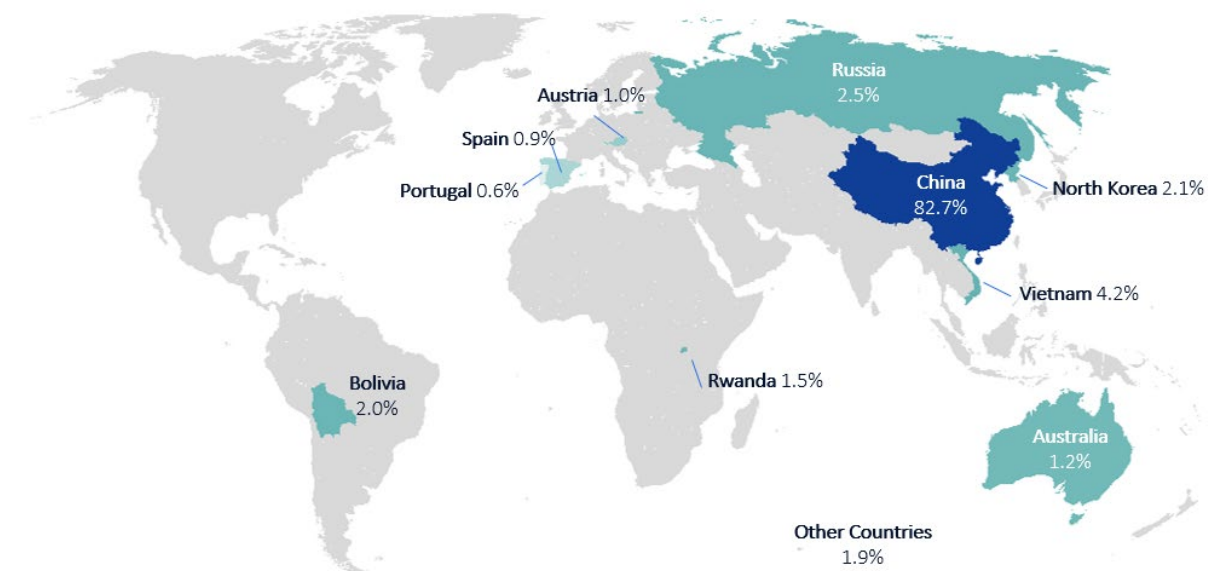 Russia
2.5%
Austria 1.0%
Spain 0.9%
Portugal 0.6%
China
82.7%
North Korea 2.1%
Vietnam 4.2%
Rwanda 1.5%
Bolivia
2.0%
Australia
1.2%
Other Countries
1.9%